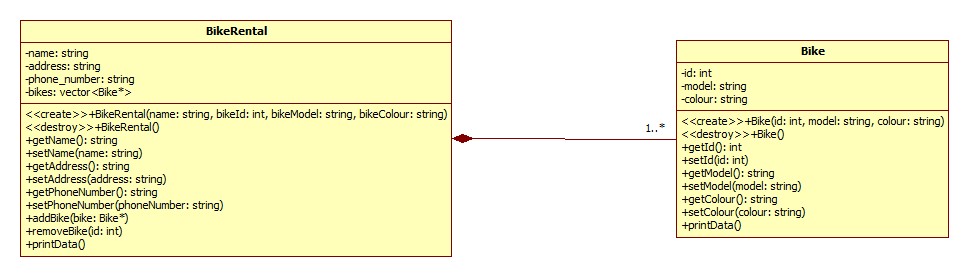 BikeRental
-name: string
-address: string
-phone_number: string
-bikes: vector<Bike*>
<<create>>+BikeRental(name: string, bikeId: int, bikeModel: string, bikeColour: string)
<<destroy>>+BikeRental()
+getName(): string
+setName(name: string)
+getAddress(): string
+setAddress(address: string)
+getPhoneNumber(): string
+setPhoneNumber(phoneNumber: string)
+addBike(bike: Bike*)
+removeBike(id: int)
+printData()
1..*
Bike
-id: int
-model: string
-colour: string
<<create>>+Bike(id: int, model: string, colour: string)
<<destroy>>+Bike()
+getId(): int
+setId(id: int)
+getModel(): string
+setModel(model: string)
+getColour(): string
+setColour(colour: string)
+printData()